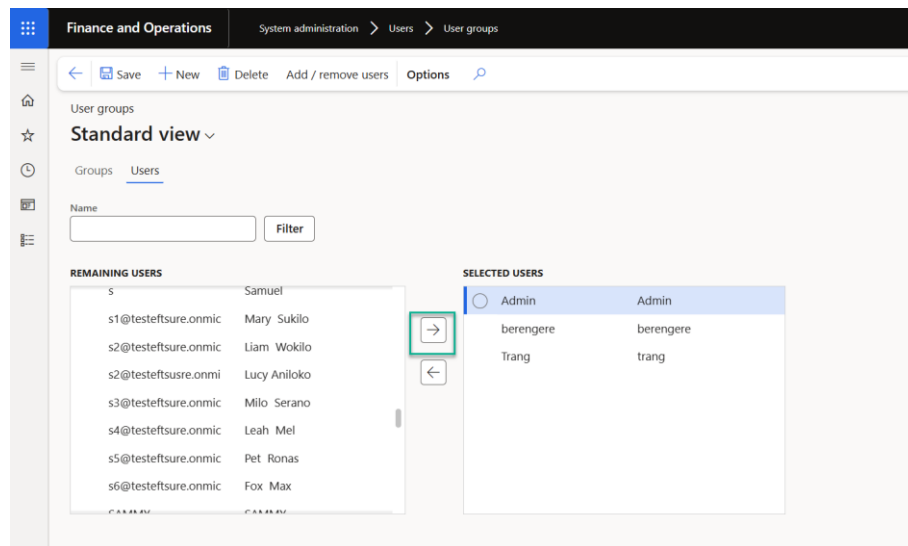 Finance and Operations System administration Users User groups
Save New Delete Add / remove users Options
User groups
Standard view
Groups Users
Name
Filter
REMAINING USERS SELECTED USERS
s Samuel
Admin Admin
s1@testeftsure.onmic Mary Sukilo
berengere berengere
s2@testeftsure.onmic Liam Wokilo
Trang trang
s2@testeftsusre.onmi Lucy Aniloko
s3@testeftsure.onmic Milo Serano
s4@testeftsure.onmic Leah Mel
s5@testeftsure.onmic Pet Ronas
s6@testeftsure.onmic Fox Max
SAMMY SAMMY